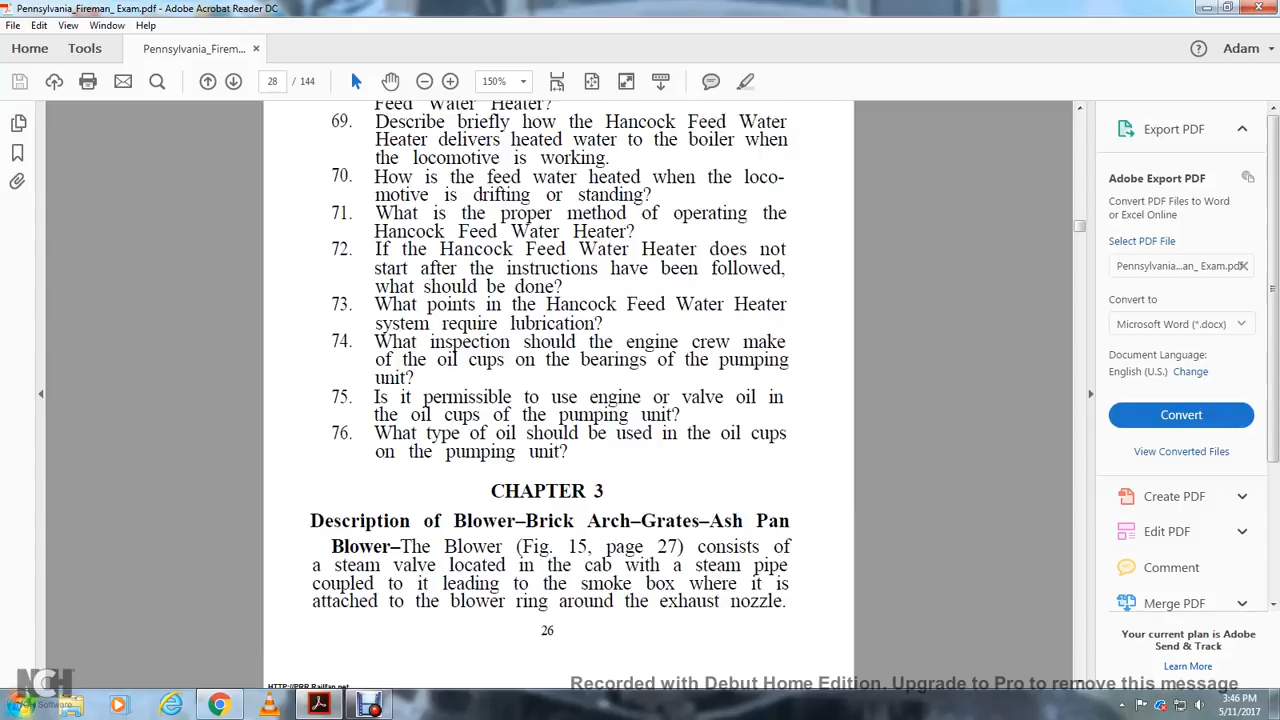 Pennsylvania_Fireman_ Exam.pdf - Adobe Acrobat Reader DC
File Edit View Window Help
Home Tools Pennsylvania_Firem... × Adam
28 / 144 150%
Feed Water Heater?
69. Describe briefly how the Hancock Feed Water
Heater delivers heated water to the boiler when
the locomotive is working.
70. How is the feed water heated when the loco-
motive is drifting or standing?
71. What is the proper method of operating the
Hancock Feed Water Heater?
72. If the Hancock Feed Water Heater does not
start after the instructions have been followed,
what should be done?
73. What points in the Hancock Feed Water Heater
system require lubrication?
74. What inspection should the engine crew make
of the oil cups on the bearings of the pumping
unit?
75. Is it permissible to use engine or valve oil in
the oil cups of the pumping unit?
76. What type of oil should be used in the oil cups
on the pumping unit?
CHAPTER 3
Description of Blower–Brick Arch–Grates–Ash Pan
Blower–The Blower (Fig. 15, page 27) consists of
a steam valve located in the cab with a steam pipe
coupled to it leading to the smoke box where it is
attached to the blower ring around the exhaust nozzle.
26
HTTP://PRR.Railfan.net
Export PDF
Adobe Export PDF
Convert PDF Files to Word
or Excel Online
Select PDF File
Pennsylvania...an_ Exam.pdf
Convert to
Microsoft Word (*.docx)
Document Language:
English (U.S.) Change
Convert
View Converted Files
Create PDF
Edit PDF
Comment
Merge PDF
Your current plan is Adobe
Send & Track
Learn More
NCH
Software
Recorded with Debut Home Edition. Upgrade to Pro to remove this message
3:46 PM
5/11/2017